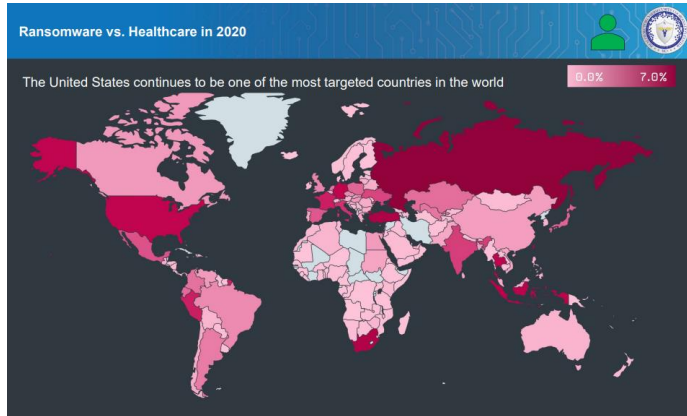 Ransomware vs. Healthcare in 2020
The United States continues to be one of the most targeted countries in the world
0.0% 7.0%